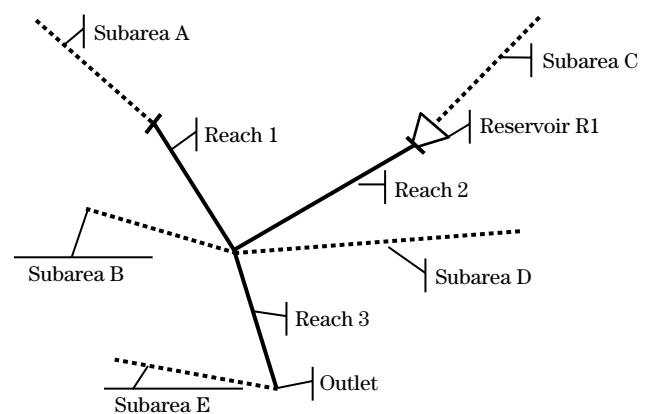 Subarea A
Subarea C
Reservoir R1
Reach 1
Reach 2
Subarea B
Subarea D
Reach 3
Outlet
Subarea E